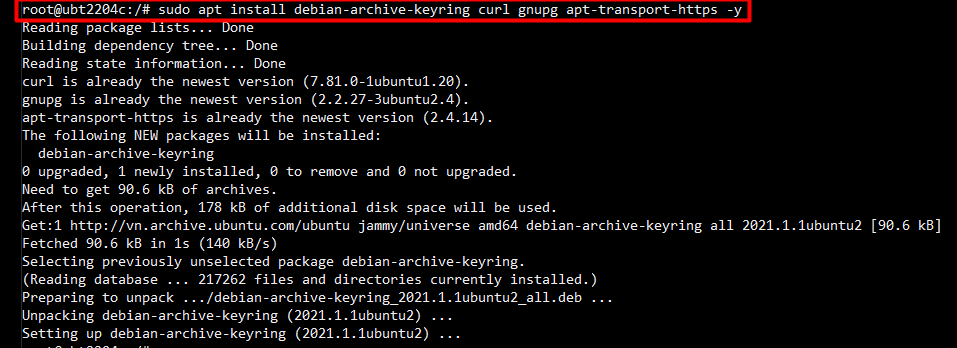 root@ubt2204c:/# sudo apt install debian-archive-keyring curl gnupg apt-transport-https -y
Reading package lists... Done
Building dependency tree... Done
Reading state information... Done
curl is already the newest version (7.81.0-1ubuntu1.20).
gnupg is already the newest version (2.2.27-3ubuntu2.4).
apt-transport-https is already the newest version (2.4.14).
The following NEW packages will be installed:
  debian-archive-keyring
0 upgraded, 1 newly installed, 0 to remove and 0 not upgraded.
Need to get 90.6 kB of archives.
After this operation, 178 kB of additional disk space will be used.
Get:1 http://vn.archive.ubuntu.com/ubuntu jammy/universe amd64 debian-archive-keyring all 2021.1.1ubuntu2 [90.6 kB]
Fetched 90.6 kB in 1s (140 kB/s)
Selecting previously unselected package debian-archive-keyring.
(Reading database ... 217262 files and directories currently installed.)
Preparing to unpack .../debian-archive-keyring_2021.1.1ubuntu2_all.deb ...
Unpacking debian-archive-keyring (2021.1.1ubuntu2) ...
Setting up debian-archive-keyring (2021.1.1ubuntu2) ...